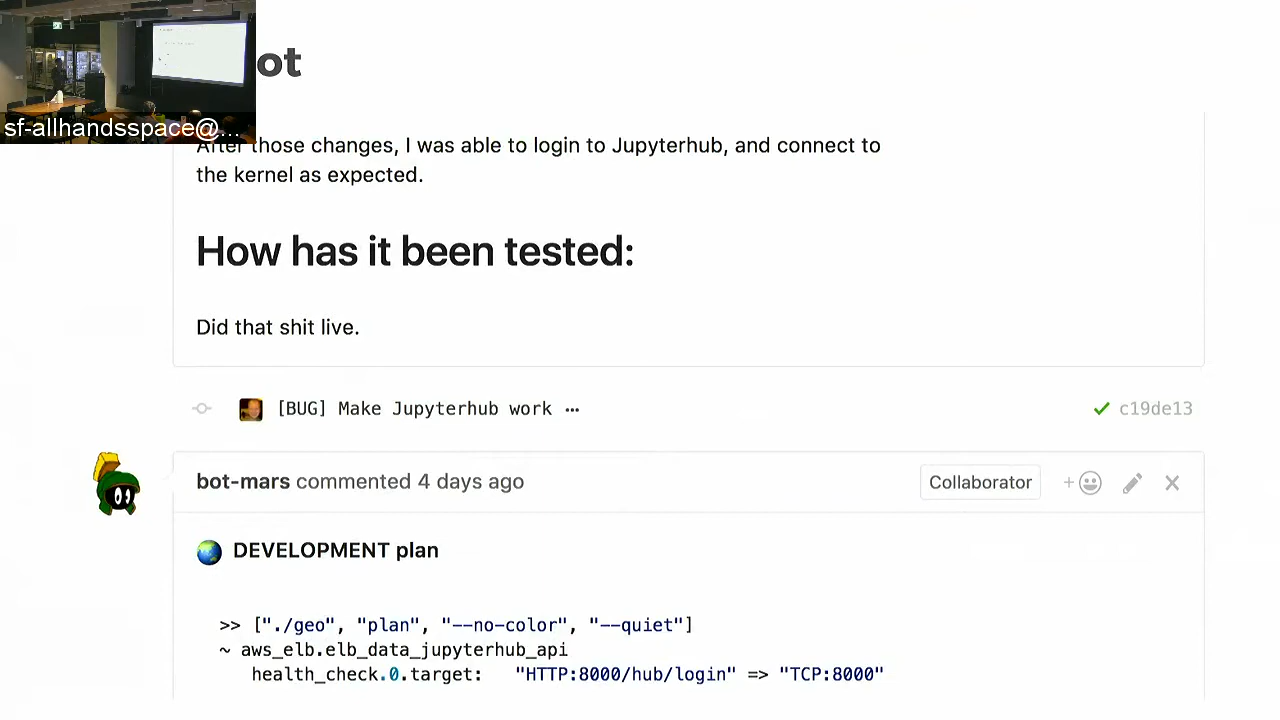 ot
sf-allhandsspace@...
After those changes, I was able to login to Jupyterhub, and connect to
the kernel as expected.
How has it been tested:
Did that shit live.
[BUG] Make Jupyterhub work …
c19de13
bot-mars commented 4 days ago
Collaborator
DEVELOPMENT plan
>> ["./geo", "plan", "--no-color", "--quiet"]
~ aws_elb.elb_data_jupyterhub_api
health_check.0.target: "HTTP:8000/hub/login" => "TCP:8000"